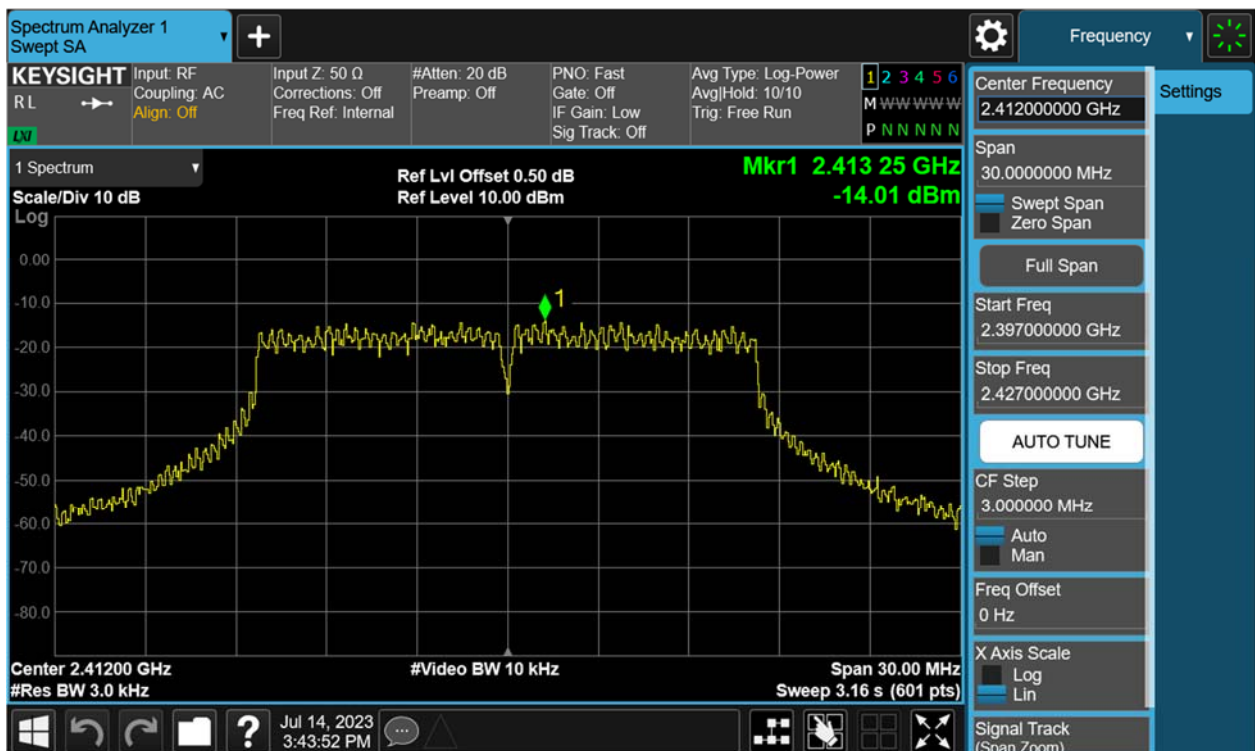 Spectrum Analyzer 1
Swept SA
+
Frequency
KEYSIGHT
R L
LXI
Input: RF
Coupling: AC
Align: Off
Input Z: 50 Ω
Corrections: Off
Freq Ref: Internal
#Atten: 20 dB
Preamp: Off
PNO: Fast
Gate: Off
IF Gain: Low
Sig Track: Off
Avg Type: Log-Power
Avg|Hold: 10/10
Trig: Free Run
1 2 3 4 5 6
M W W W W W
P N N N N N
1 Spectrum
Scale/Div 10 dB
Log
Ref Lvl Offset 0.50 dB
Ref Level 10.00 dBm
Mkr1 2.413 25 GHz
-14.01 dBm
0.00
-10.0
-20.0
-30.0
-40.0
-50.0
-60.0
-70.0
-80.0
1
Center 2.41200 GHz
#Res BW 3.0 kHz
#Video BW 10 kHz
Span 30.00 MHz
Sweep 3.16 s (601 pts)
Center Frequency
2.412000000 GHz
Settings
Span
30.0000000 MHz
Swept Span
Zero Span
Full Span
Start Freq
2.397000000 GHz
Stop Freq
2.427000000 GHz
AUTO TUNE
CF Step
3.000000 MHz
Auto
Man
Freq Offset
0 Hz
X Axis Scale
Log
Lin
Signal Track
(Span Zoom)
?
Jul 14, 2023
3:43:52 PM